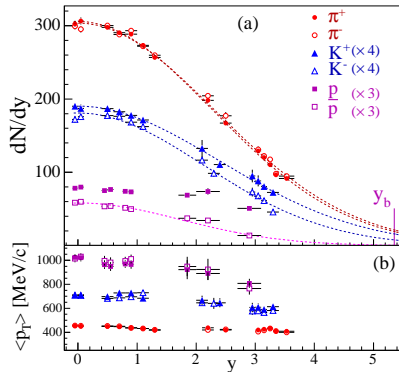 (a)
π+
π-
K+ (×4)
K- (×4)
p (×3)
p̅ (×3)
dN/dy
300
200
100
y_b
(b)
<p_T> [MeV/c]
1000
800
600
400
0 1 2 3 4 5
y